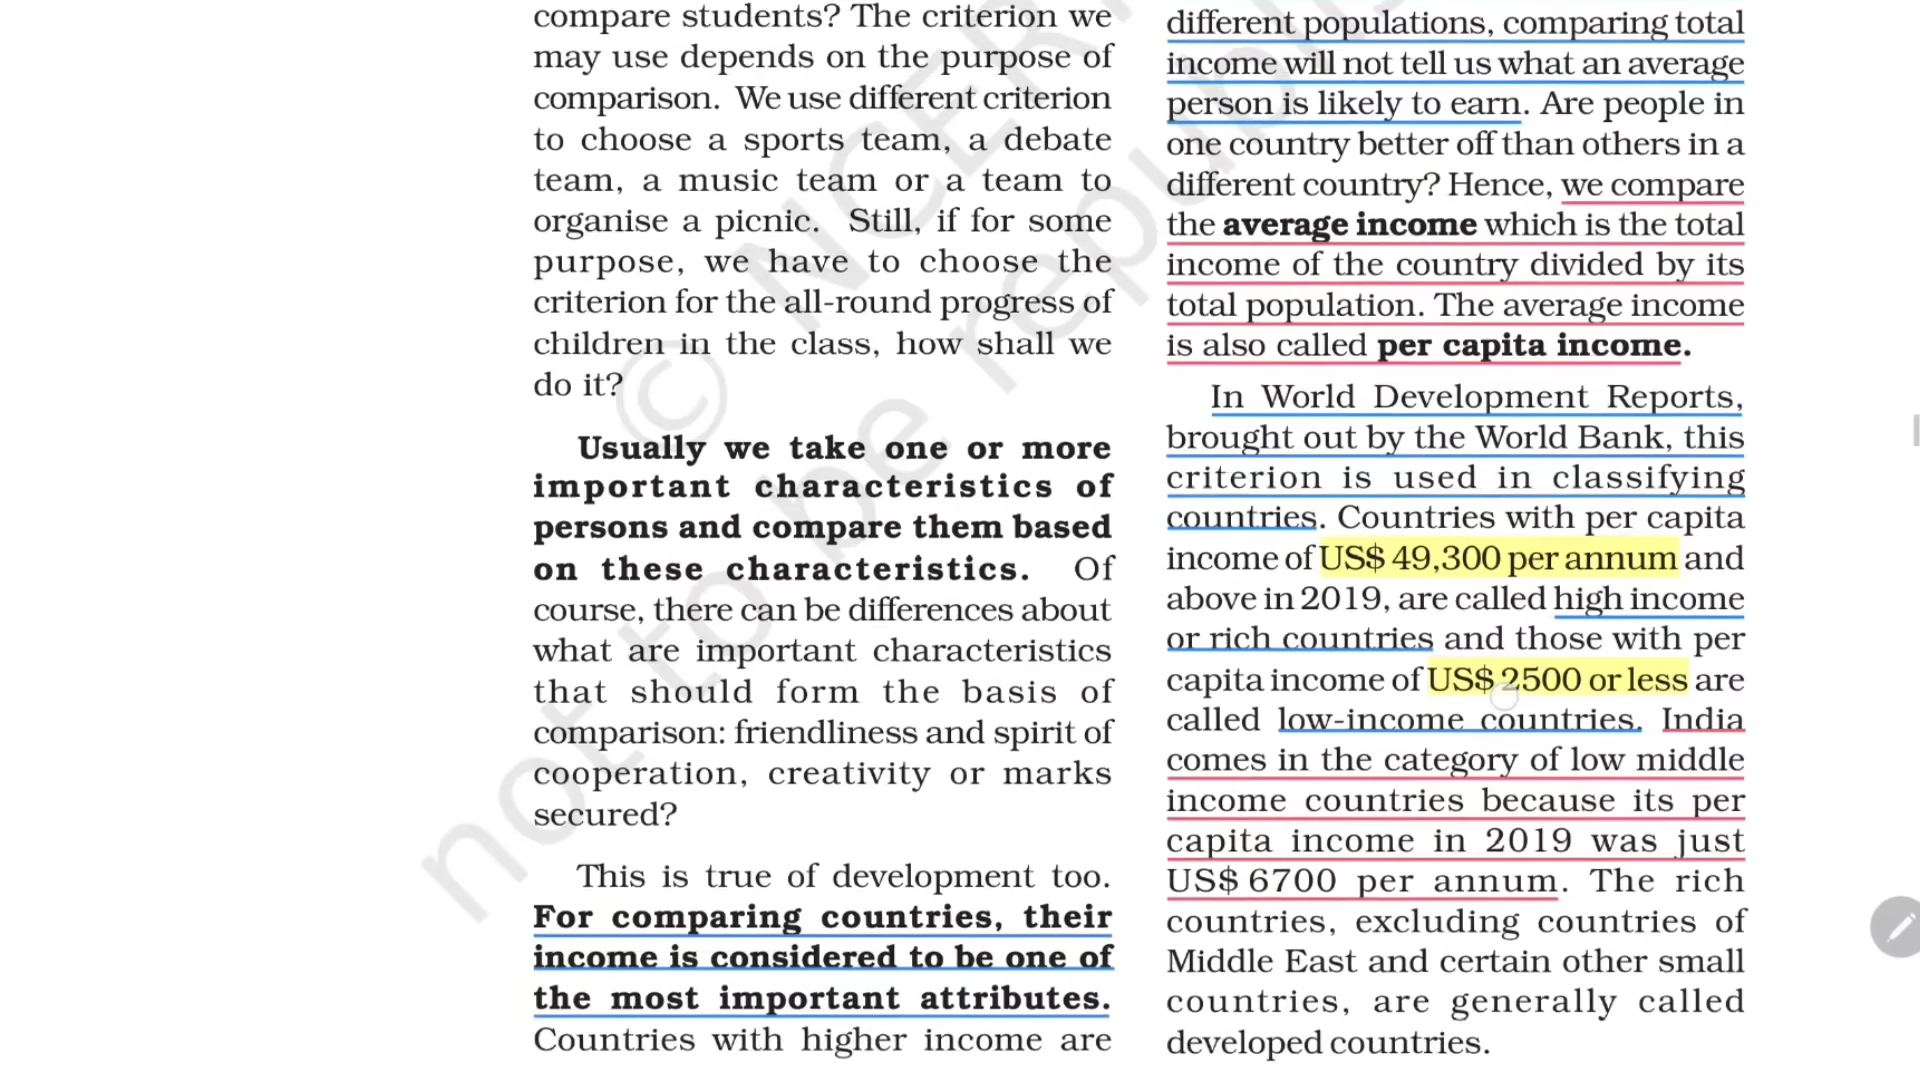 compare students? The criterion we
may use depends on the purpose of
comparison. We use different criterion
to choose a sports team, a debate
team, a music team or a team to
organise a picnic. Still, if for some
purpose, we have to choose the
criterion for the all-round progress of
children in the class, how shall we
do it?
Usually we take one or more
important characteristics of
persons and compare them based
on these characteristics. Of
course, there can be differences about
what are important characteristics
that should form the basis of
comparison: friendliness and spirit of
cooperation, creativity or marks
secured?
This is true of development too.
For comparing countries, their
income is considered to be one of
the most important attributes.
Countries with higher income are
different populations, comparing total
income will not tell us what an average
person is likely to earn. Are people in
one country better off than others in a
different country? Hence, we compare
the average income which is the total
income of the country divided by its
total population. The average income
is also called per capita income.
In World Development Reports,
brought out by the World Bank, this
criterion is used in classifying
countries. Countries with per capita
income of US$ 49,300 per annum and
above in 2019, are called high income
or rich countries and those with per
capita income of US$ 2500 or less are
called low-income countries. India
comes in the category of low middle
income countries because its per
capita income in 2019 was just
US$ 6700 per annum. The rich
countries, excluding countries of
Middle East and certain other small
countries, are generally called
developed countries.
© NCER
not to be republis